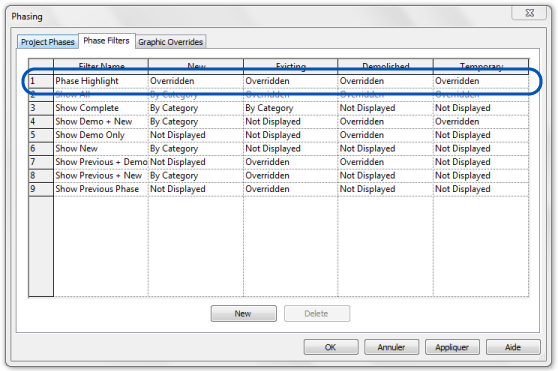 Phasing
Project Phases Phase Filters Graphic Overrides
Filter Name New Existing Demolished Temporary
1 Phase Highlight Overridden Overridden Overridden Overridden
2 Show All By Category Overridden Overridden Overridden
3 Show Complete By Category By Category Not Displayed Not Displayed
4 Show Demo + New By Category Not Displayed Overridden Overridden
5 Show Demo Only Not Displayed Not Displayed Overridden Not Displayed
6 Show New By Category Not Displayed Not Displayed Not Displayed
7 Show Previous + Demo Not Displayed Overridden Overridden Not Displayed
8 Show Previous + New By Category Overridden Not Displayed Not Displayed
9 Show Previous Phase Not Displayed Overridden Not Displayed Not Displayed
New Delete
OK Annuler Appliquer Aide